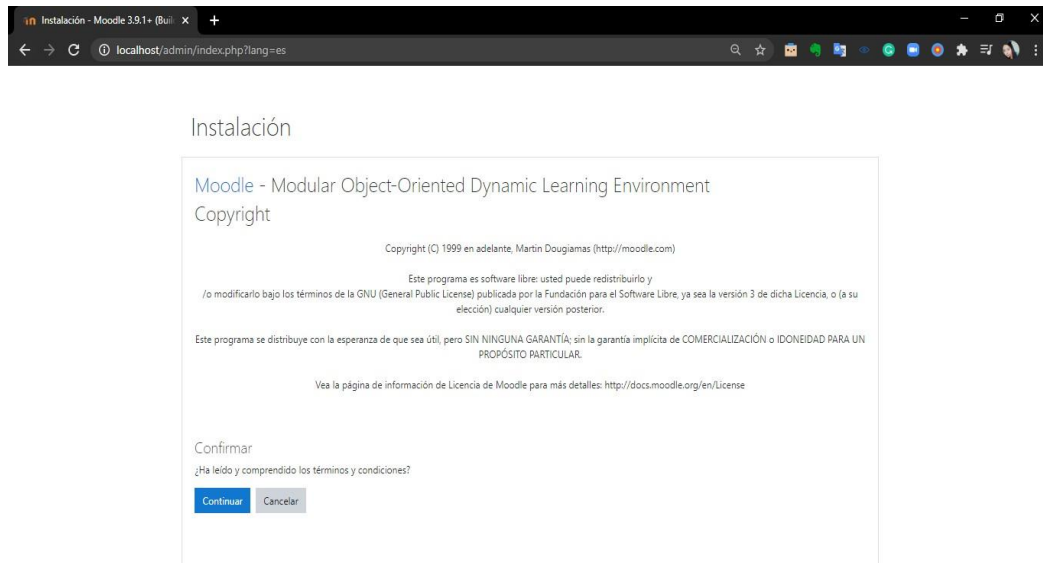 Instalación - Moodle 3.9.1+ (Buil
localhost/admin/index.php?lang=es
Instalación
Moodle - Modular Object-Oriented Dynamic Learning Environment
Copyright
Copyright (C) 1999 en adelante, Martin Dougiamas (http://moodle.com)
Este programa es software libre: usted puede redistribuirlo y
/o modificarlo bajo los términos de la GNU (General Public License) publicada por la Fundación para el Software Libre, ya sea la versión 3 de dicha Licencia, o (a su
elección) cualquier versión posterior.
Este programa se distribuye con la esperanza de que sea útil, pero SIN NINGUNA GARANTÍA; sin la garantía implícita de COMERCIALIZACIÓN o IDONEIDAD PARA UN
PROPÓSITO PARTICULAR.
Vea la página de información de Licencia de Moodle para más detalles: http://docs.moodle.org/en/License
Confirmar
¿Ha leído y comprendido los términos y condiciones?
Continuar Cancelar